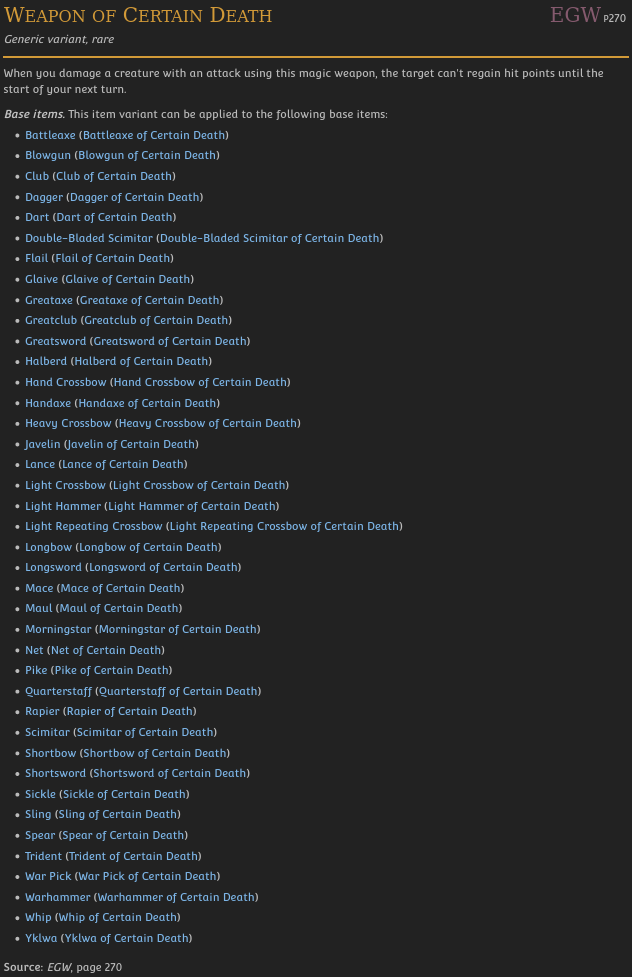 Weapon of Certain Death EGW P270
Generic variant, rare
When you damage a creature with an attack using this magic weapon, the target can't regain hit points until the
start of your next turn.
Base items. This item variant can be applied to the following base items:
• Battleaxe (Battleaxe of Certain Death)
• Blowgun (Blowgun of Certain Death)
• Club (Club of Certain Death)
• Dagger (Dagger of Certain Death)
• Dart (Dart of Certain Death)
• Double-Bladed Scimitar (Double-Bladed Scimitar of Certain Death)
• Flail (Flail of Certain Death)
• Glaive (Glaive of Certain Death)
• Greataxe (Greataxe of Certain Death)
• Greatclub (Greatclub of Certain Death)
• Greatsword (Greatsword of Certain Death)
• Halberd (Halberd of Certain Death)
• Hand Crossbow (Hand Crossbow of Certain Death)
• Handaxe (Handaxe of Certain Death)
• Heavy Crossbow (Heavy Crossbow of Certain Death)
• Javelin (Javelin of Certain Death)
• Lance (Lance of Certain Death)
• Light Crossbow (Light Crossbow of Certain Death)
• Light Hammer (Light Hammer of Certain Death)
• Light Repeating Crossbow (Light Repeating Crossbow of Certain Death)
• Longbow (Longbow of Certain Death)
• Longsword (Longsword of Certain Death)
• Mace (Mace of Certain Death)
• Maul (Maul of Certain Death)
• Morningstar (Morningstar of Certain Death)
• Net (Net of Certain Death)
• Pike (Pike of Certain Death)
• Quarterstaff (Quarterstaff of Certain Death)
• Rapier (Rapier of Certain Death)
• Scimitar (Scimitar of Certain Death)
• Shortbow (Shortbow of Certain Death)
• Shortsword (Shortsword of Certain Death)
• Sickle (Sickle of Certain Death)
• Sling (Sling of Certain Death)
• Spear (Spear of Certain Death)
• Trident (Trident of Certain Death)
• War Pick (War Pick of Certain Death)
• Warhammer (Warhammer of Certain Death)
• Whip (Whip of Certain Death)
• Yklwa (Yklwa of Certain Death)
Source: EGW, page 270